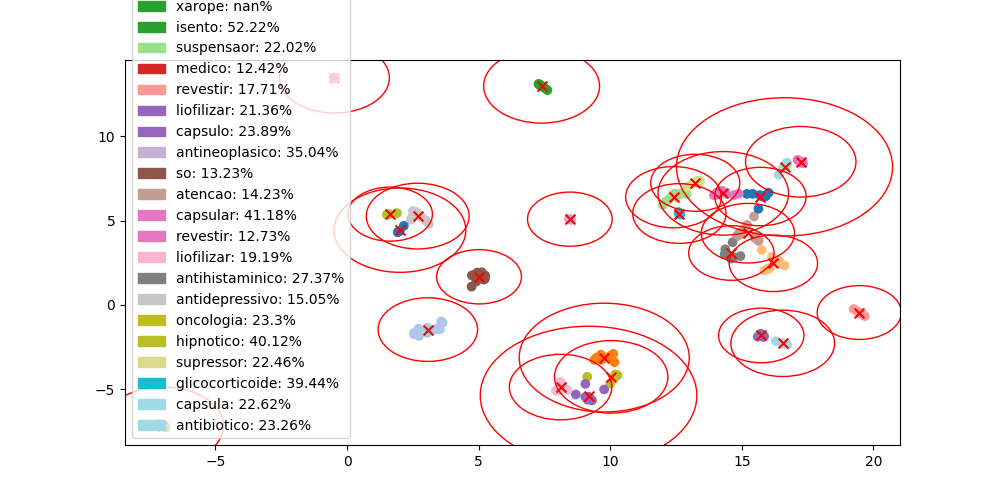 xarope: nan%
isento: 52.22%
suspensaor: 22.02%
medico: 12.42%
revestir: 17.71%
liofilizar: 21.36%
capsulo: 23.89%
antineoplasico: 35.04%
so: 13.23%
atencao: 14.23%
capsular: 41.18%
revestir: 12.73%
liofilizar: 19.19%
antihistaminico: 27.37%
antidepressivo: 15.05%
oncologia: 23.3%
hipnotico: 40.12%
supressor: 22.46%
glicocorticoide: 39.44%
capsula: 22.62%
antibiotico: 23.26%
10
5
0
−5
−5
0
5
10
15
20